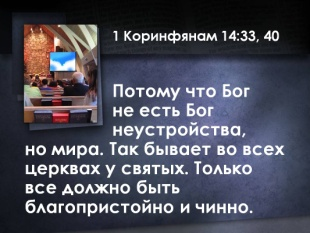 1 Коринфянам 14:33, 40
Потому что Бог
не есть Бог
неустройства,
но мира. Так бывает во всех
церквах у святых. Только
все должно быть
благопристойно и чинно.